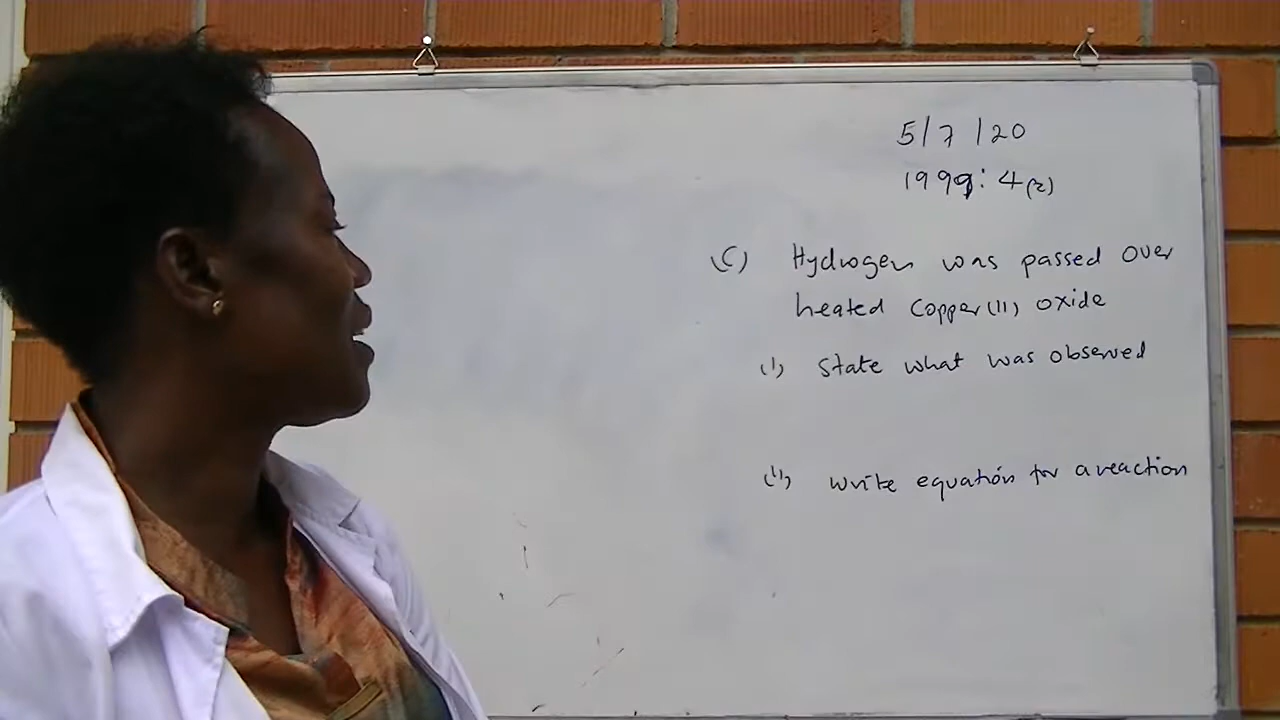 5/7/20
1999: 4(2)
(c) Hydrogen was passed over
heated Copper(II) oxide
(i) State what was observed
(ii) Write equation for a reaction